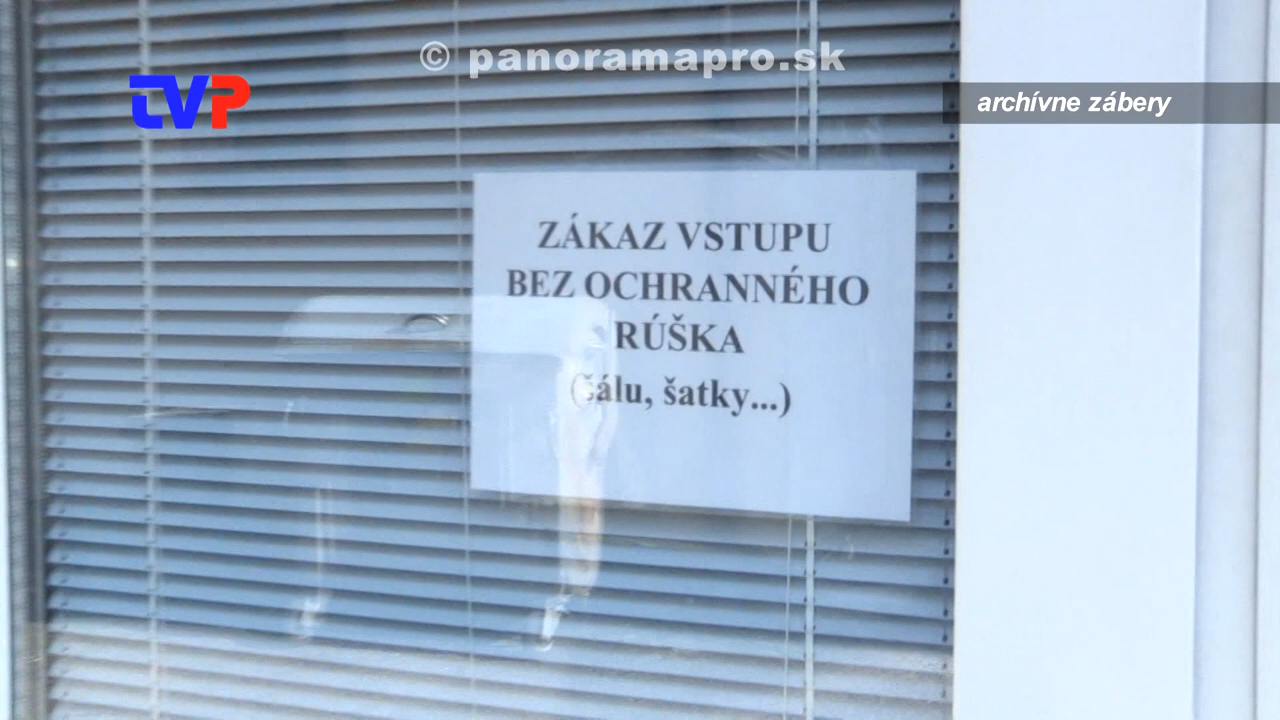 © panoramapro.sk
TVP
archívne zábery
ZÁKAZ VSTUPU
BEZ OCHRANNÉHO
RÚŠKA
(šálu, šatky...)